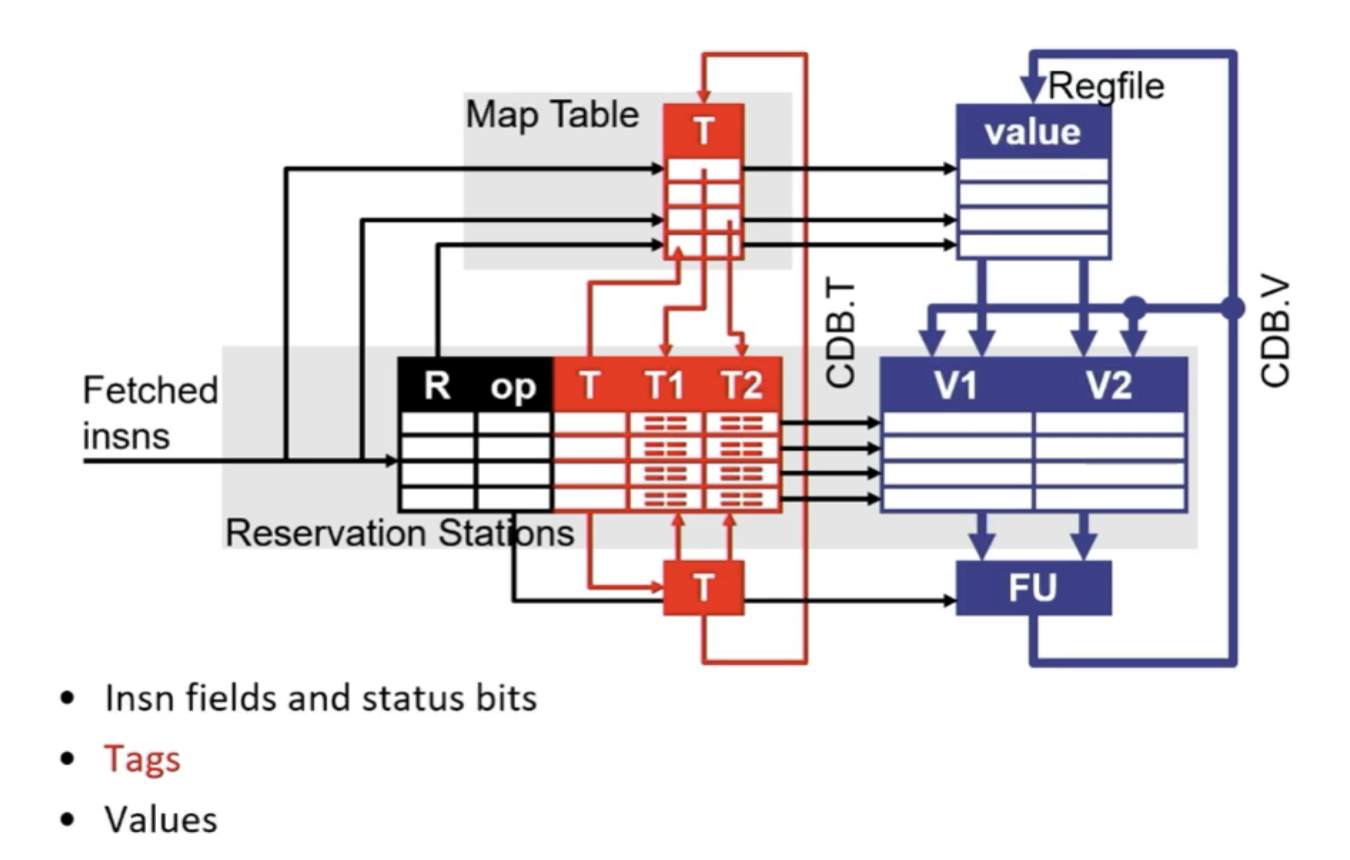 Map Table
T
Regfile
value
CDB.T
CDB.V
Fetched
insns
R op T T1 T2
V1 V2
Reservation Stations
T
FU
• Insn fields and status bits
• Tags
• Values